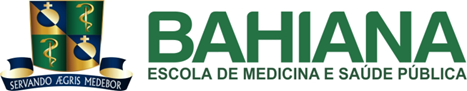 SERVANDO ÆGRIS MEDEBOR
BAHIANA
ESCOLA DE MEDICINA E SAÚDE PÚBLICA